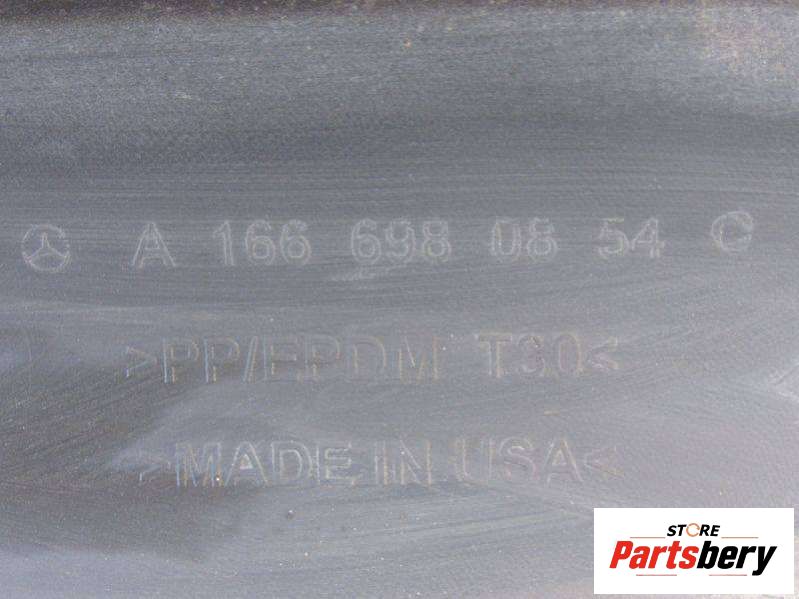 A 166 698 08 54
>PP/EPDM T30<
>MADE IN USA<
STORE
Partsbery